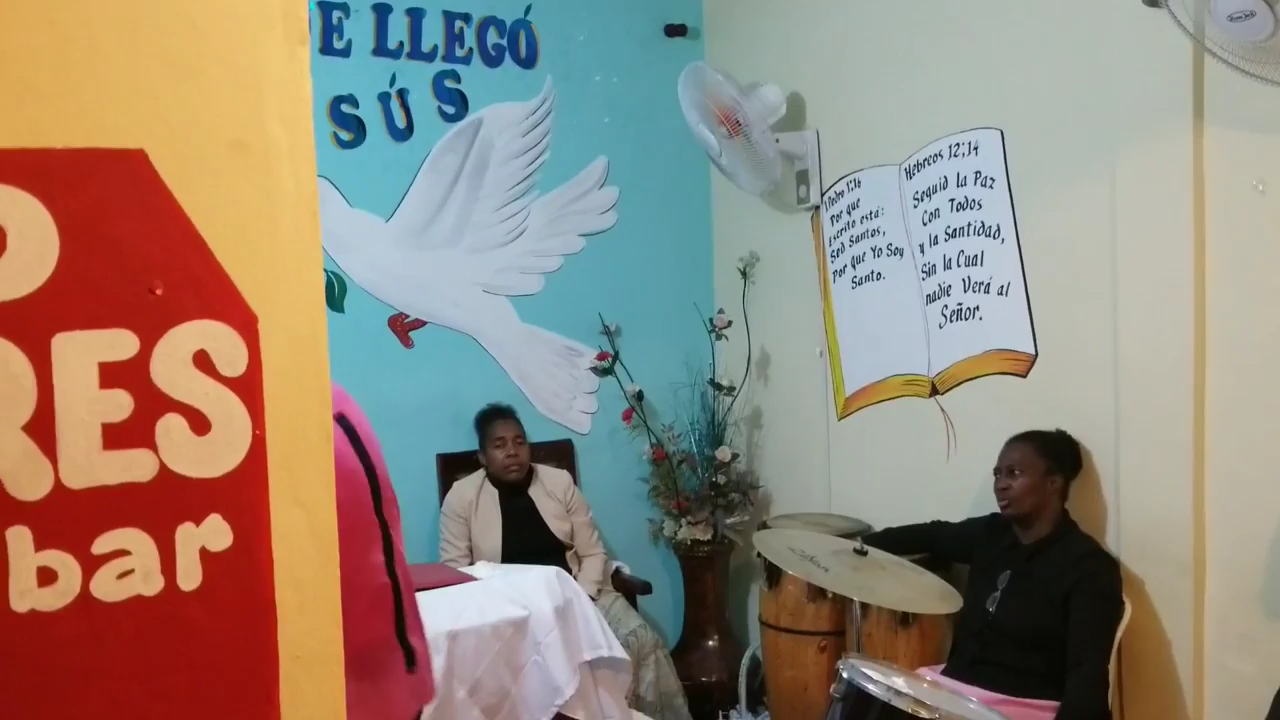 E LLEGÓ
SÚS
RES
bar
1 Pedro 1:16
Por que
Escrito está:
Sed Santos,
Por que Yo Soy
Santo.
Hebreos 12;14
Seguid la Paz
Con Todos
y la Santidad,
Sin la Cual
nadie Verá al
Señor.